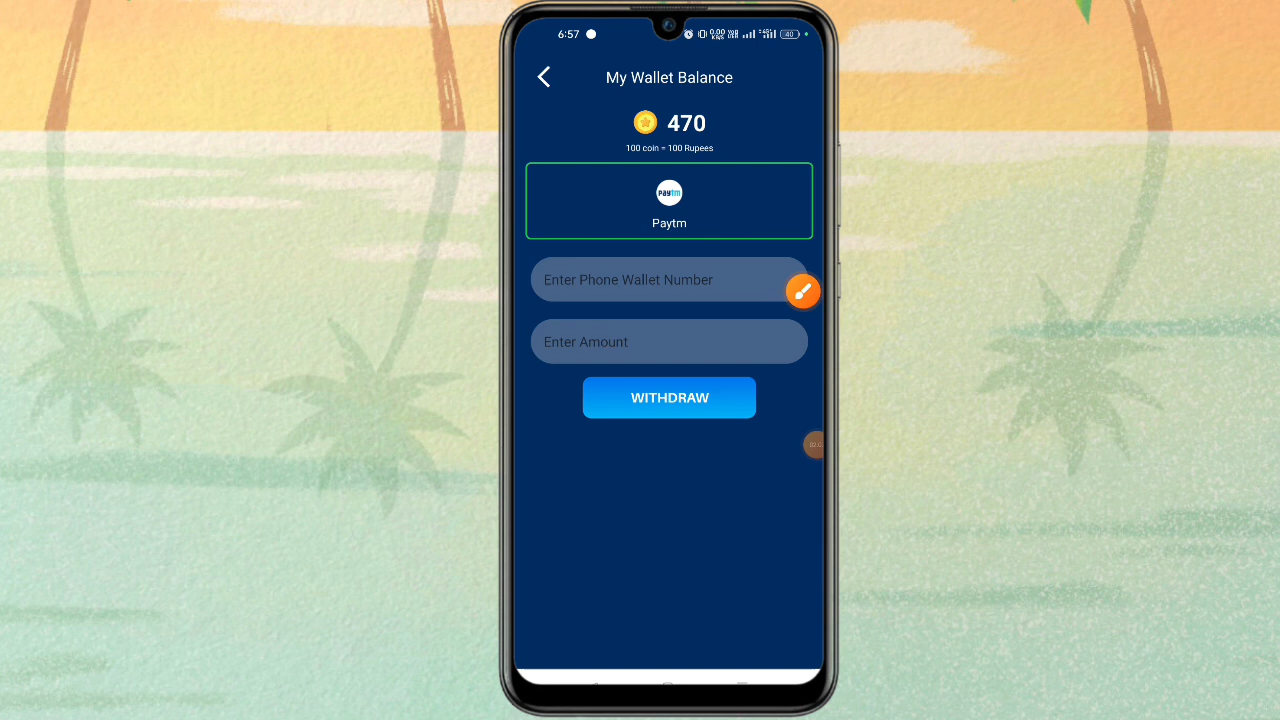 6:57
40
My Wallet Balance
470
100 coin = 100 Rupees
Paytm
Paytm
Enter Phone Wallet Number
Enter Amount
WITHDRAW